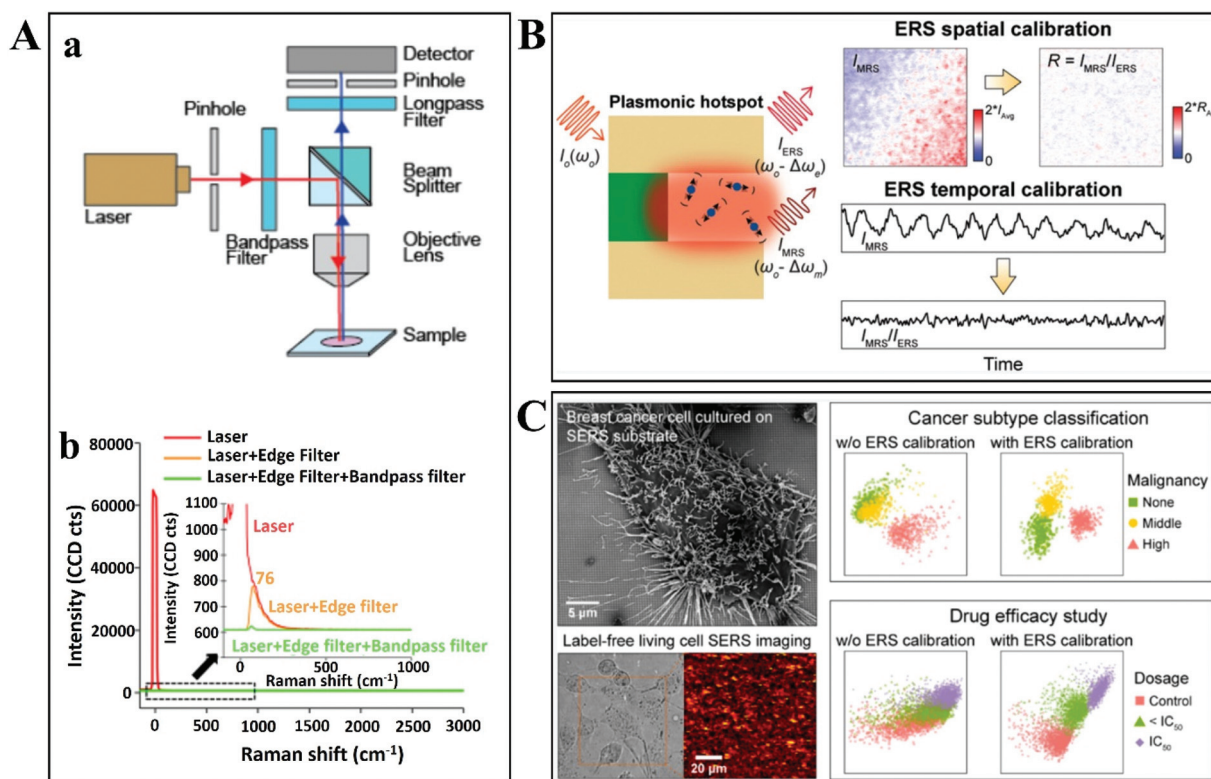 A
a
Detector
Pinhole
Longpass
Filter
Pinhole
Beam
Splitter
Laser
Bandpass
Filter
Objective
Lens
Sample
b
Laser
Laser+Edge Filter
Laser+Edge Filter+Bandpass filter
Intensity (CCD cts)
80000
60000
40000
20000
0
0
500
1000
1500
2000
2500
3000
Raman shift (cm⁻¹)
Intensity (CCD cts)
1100
1000
900
800
700
600
Laser
76
Laser+Edge filter
Laser+Edge filter+Bandpass filter
0
500
1000
Raman shift (cm⁻¹)
B
Plasmonic hotspot
I₀(ω₀)
I_ERS
(ω₀ - Δωₑ)
I_MRS
(ω₀ - Δωₘ)
ERS spatial calibration
I_MRS
2*I_Avg
0
R = I_MRS/I_ERS
2*R_A
0
ERS temporal calibration
I_MRS
I_MRS/I_ERS
Time
C
Breast cancer cell cultured on
SERS substrate
5 μm
Label-free living cell SERS imaging
20 μm
Cancer subtype classification
w/o ERS calibration
with ERS calibration
Malignancy
None
Middle
High
Drug efficacy study
w/o ERS calibration
with ERS calibration
Dosage
Control
< IC₅₀
IC₅₀